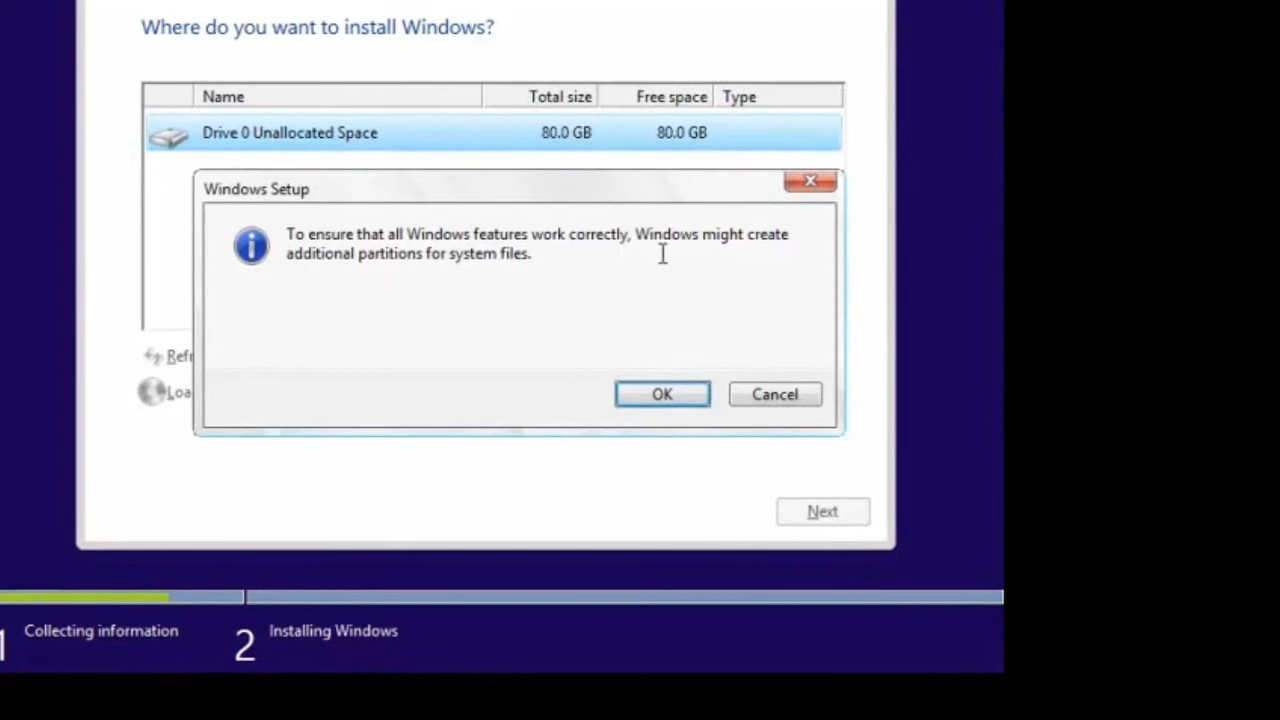 Where do you want to install Windows?
Name Total size Free space Type
Drive 0 Unallocated Space 80.0 GB 80.0 GB
Windows Setup
To ensure that all Windows features work correctly, Windows might create
additional partitions for system files.
Refr
Loa
OK Cancel
Next
1 Collecting information 2 Installing Windows